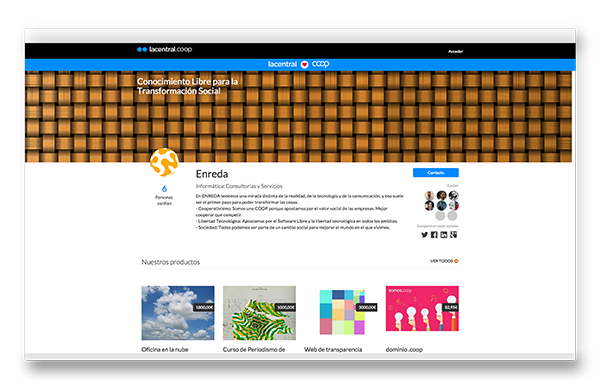 lacentral.coop
Acceder
lacentral coop
Conocimiento Libre para la
Transformación Social
Enreda
Contacto
6
Personas
confían
Informática: Consultorías y Servicios
En ENREDA tenemos una mirada distinta de la realidad, de la tecnología y de la comunicación, y eso suele
ser el primer paso para poder transformar las cosas.
- Cooperativismo: Somos una COOP porque apostamos por el valor social de las empresas. Mejor
cooperar que competir.
- Libertad Tecnológica: Apostamos por el Software Libre y la libertad tecnológica en todos los ámbitos.
- Sociedad: Todos podemos ser parte de un cambio social para mejorar el mundo en el que vivimos.
Comparte en redes sociales
Nuestros productos
VER TODOS
1800,00€
1000,00€
3000,00€
somos.coop
82,95€
Oficina en la nube
Curso de Periodismo de
Web de transparencia
dominio .coop